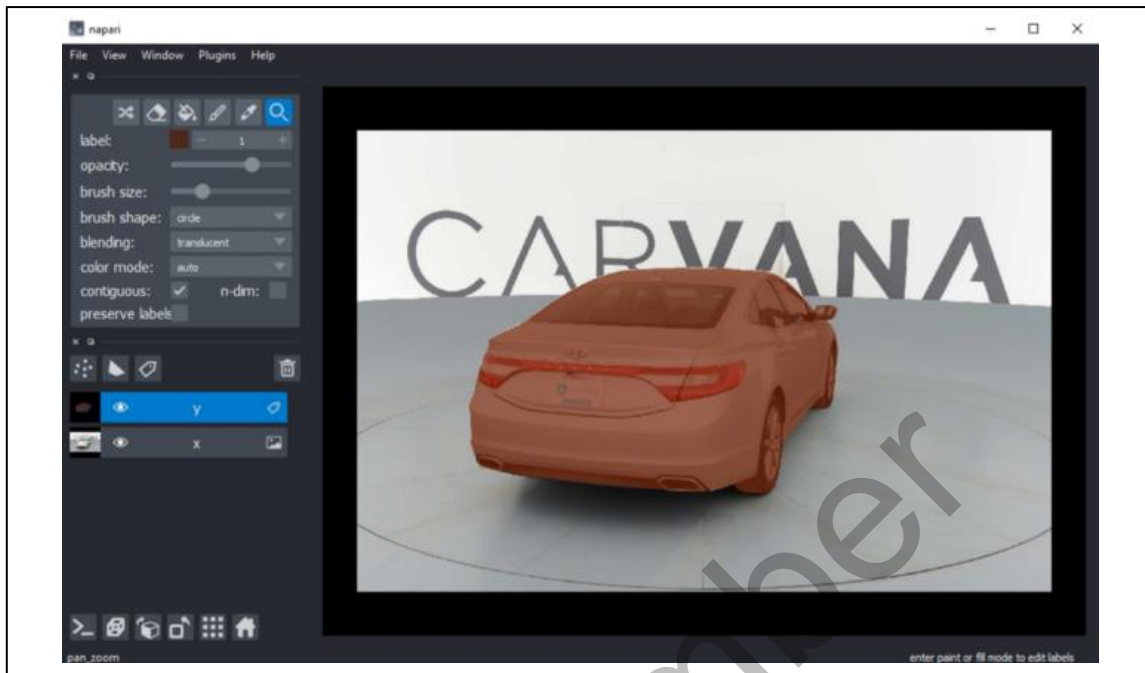 napari
File View Window Plugins Help
label: 1
opacity:
brush size:
brush shape: circle
blending: translucent
color mode: auto
contiguous: n-dim:
preserve labels
y
x
pan_zoom
enter paint or fill mode to edit labels
CARVANA
mber